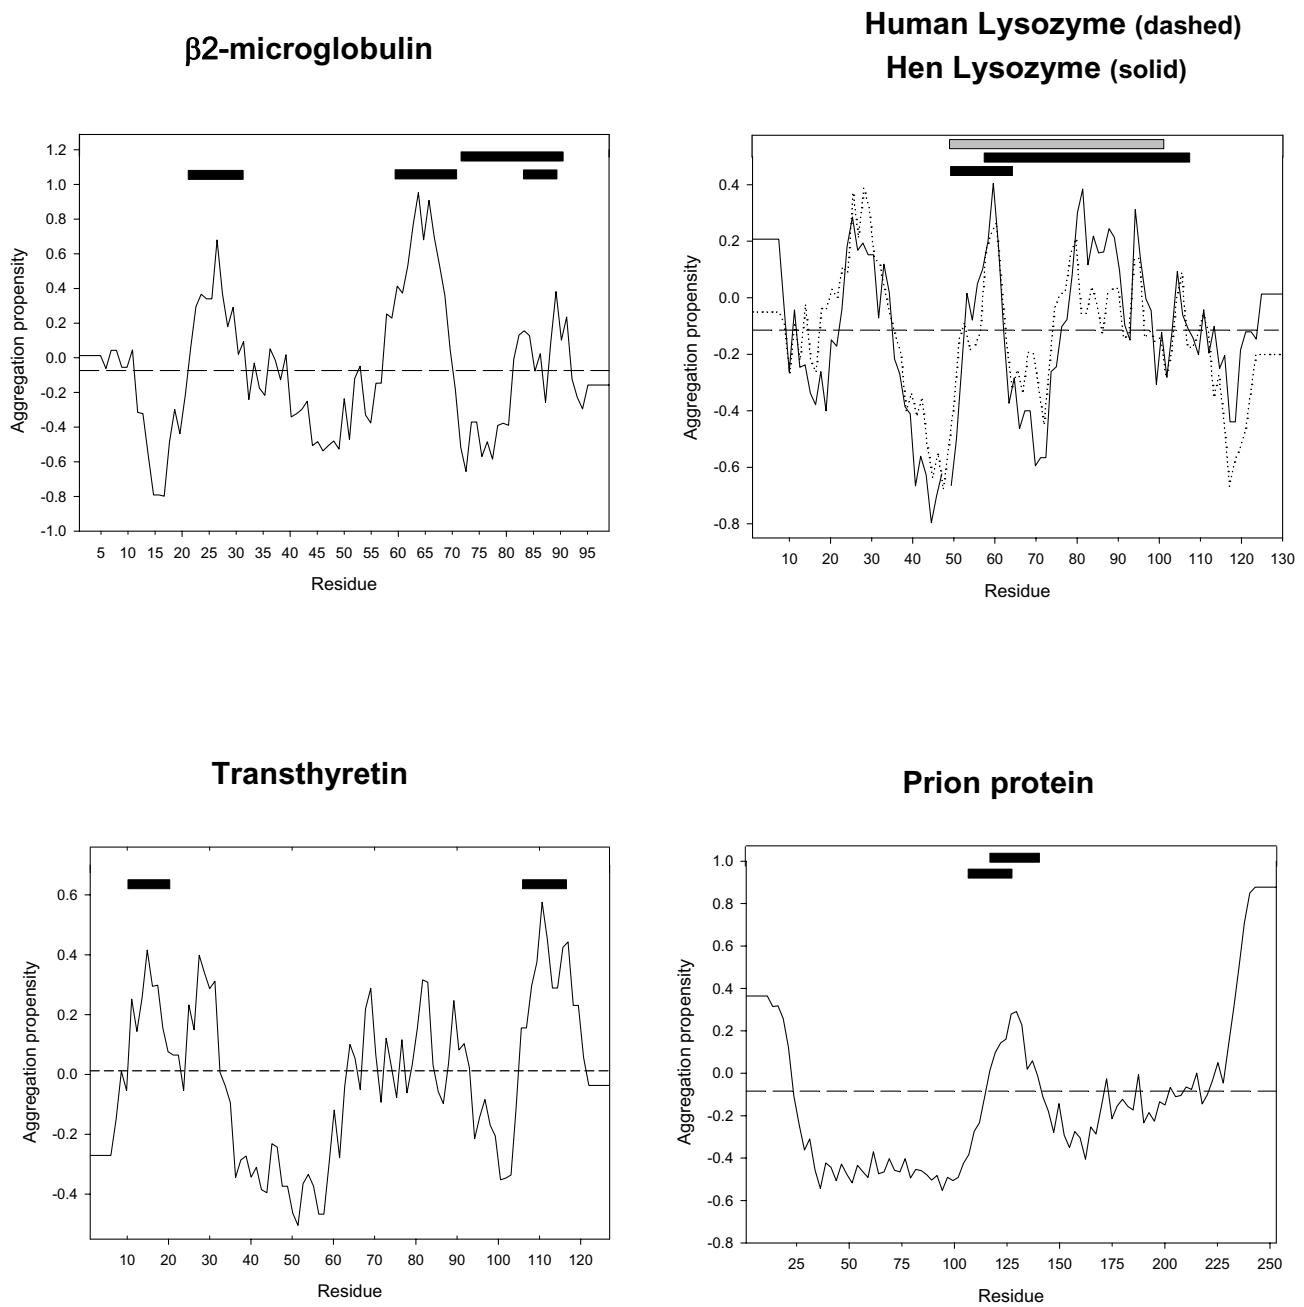 β2-microglobulin
1.2
1.0
0.8
0.6
0.4
0.2
0.0
-0.2
-0.4
-0.6
-0.8
-1.0
Aggregation propensity
5 10 15 20 25 30 35 40 45 50 55 60 65 70 75 80 85 90 95
Residue
Human Lysozyme (dashed)
Hen Lysozyme (solid)
0.4
0.2
0.0
-0.2
-0.4
-0.6
-0.8
Aggregation propensity
10 20 30 40 50 60 70 80 90 100 110 120 130
Residue
Transthyretin
0.6
0.4
0.2
0.0
-0.2
-0.4
Aggregation propensity
10 20 30 40 50 60 70 80 90 100 110 120
Residue
Prion protein
1.0
0.8
0.6
0.4
0.2
0.0
-0.2
-0.4
-0.6
-0.8
Aggregation propensity
25 50 75 100 125 150 175 200 225 250
Residue